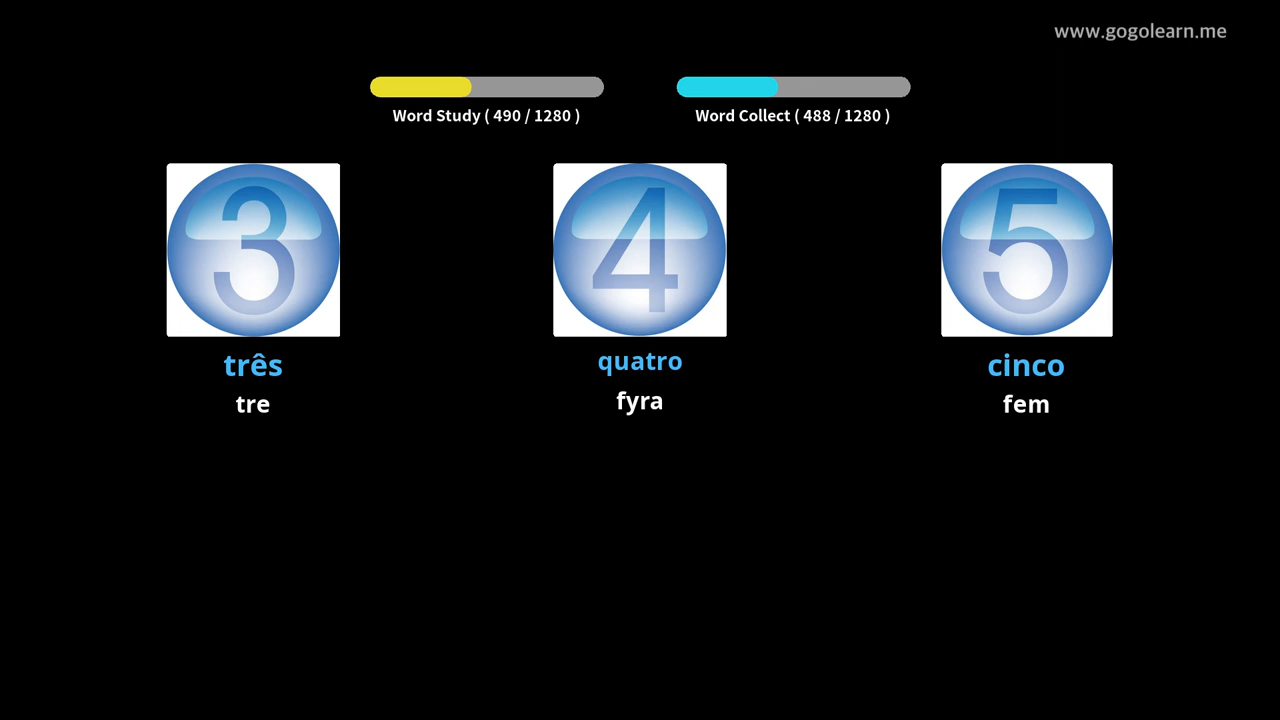 www.gogolearn.me
Word Study ( 490 / 1280 )
Word Collect ( 488 / 1280 )
3
4
5
três
quatro
cinco
tre
fyra
fem